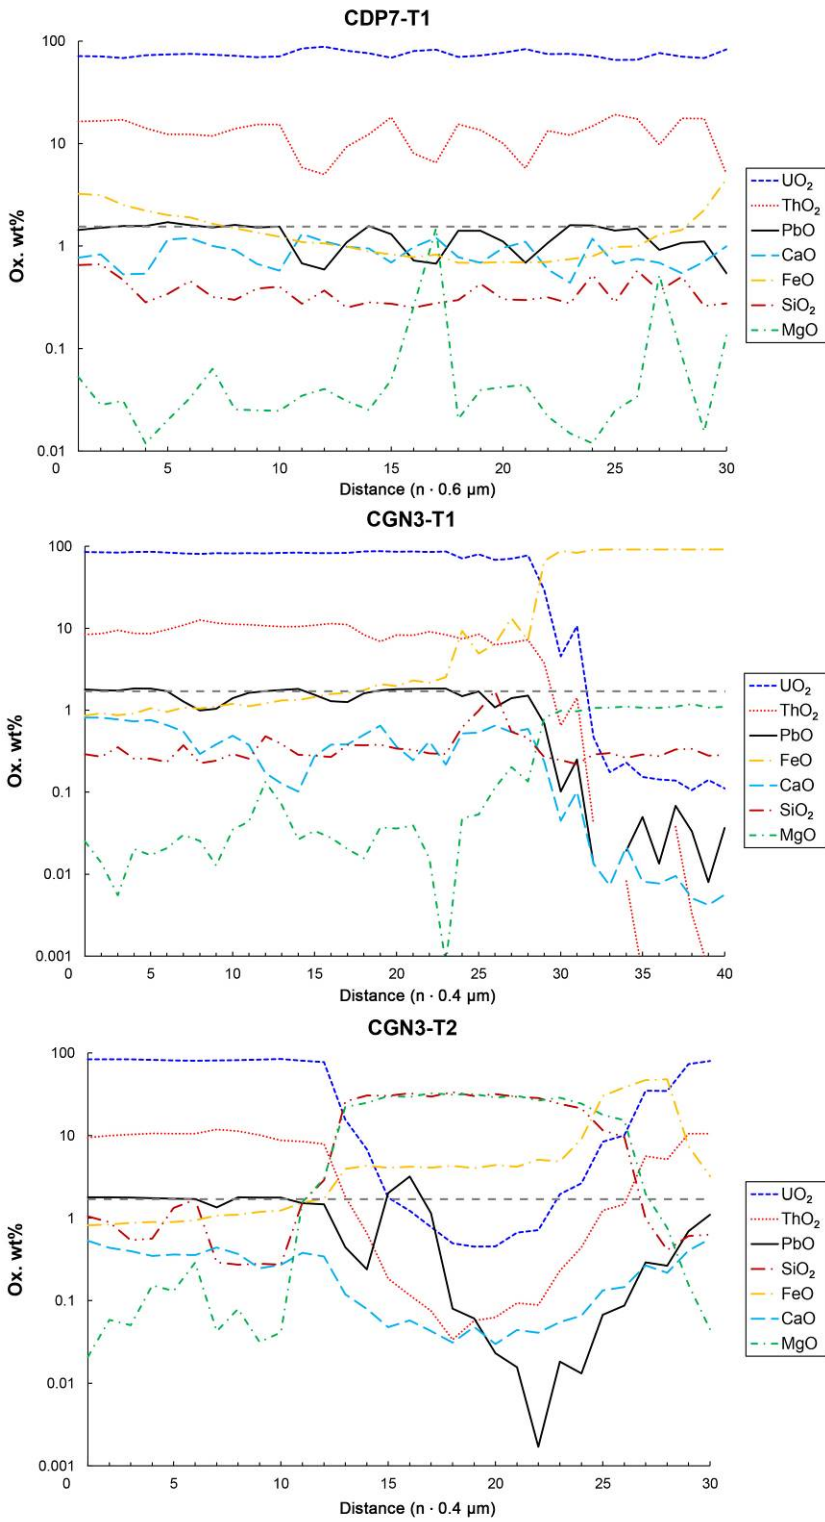 CDP7-T1
100
10
1
0.1
0.01
Ox. wt%
0 5 10 15 20 25 30
Distance (n · 0.6 µm)
UO₂
ThO₂
PbO
CaO
FeO
SiO₂
MgO
CGN3-T1
100
10
1
0.1
0.01
0.001
Ox. wt%
0 5 10 15 20 25 30 35 40
Distance (n · 0.4 µm)
UO₂
ThO₂
PbO
FeO
CaO
SiO₂
MgO
CGN3-T2
100
10
1
0.1
0.01
0.001
Ox. wt%
0 5 10 15 20 25 30
Distance (n · 0.4 µm)
UO₂
ThO₂
PbO
SiO₂
FeO
CaO
MgO